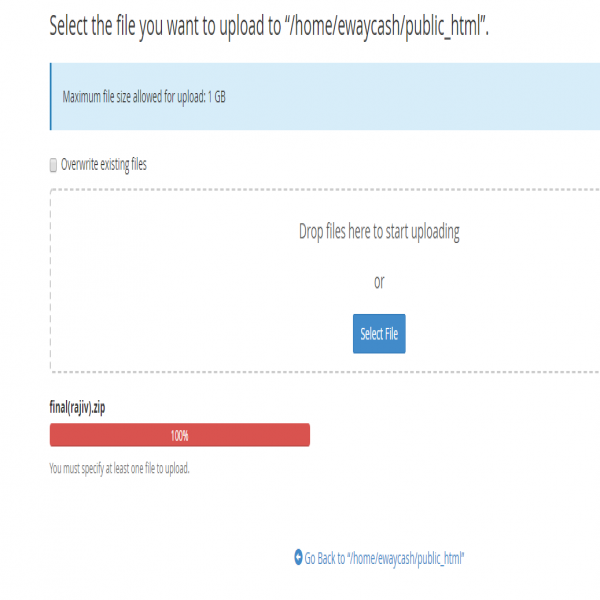 Select the file you want to upload to “/home/ewaycash/public_html”.
Maximum file size allowed for upload: 1 GB
Overwrite existing files
Drop files here to start uploading
or
Select File
final(rajiv).zip
100%
You must specify at least one file to upload.
Go Back to “/home/ewaycash/public_html”